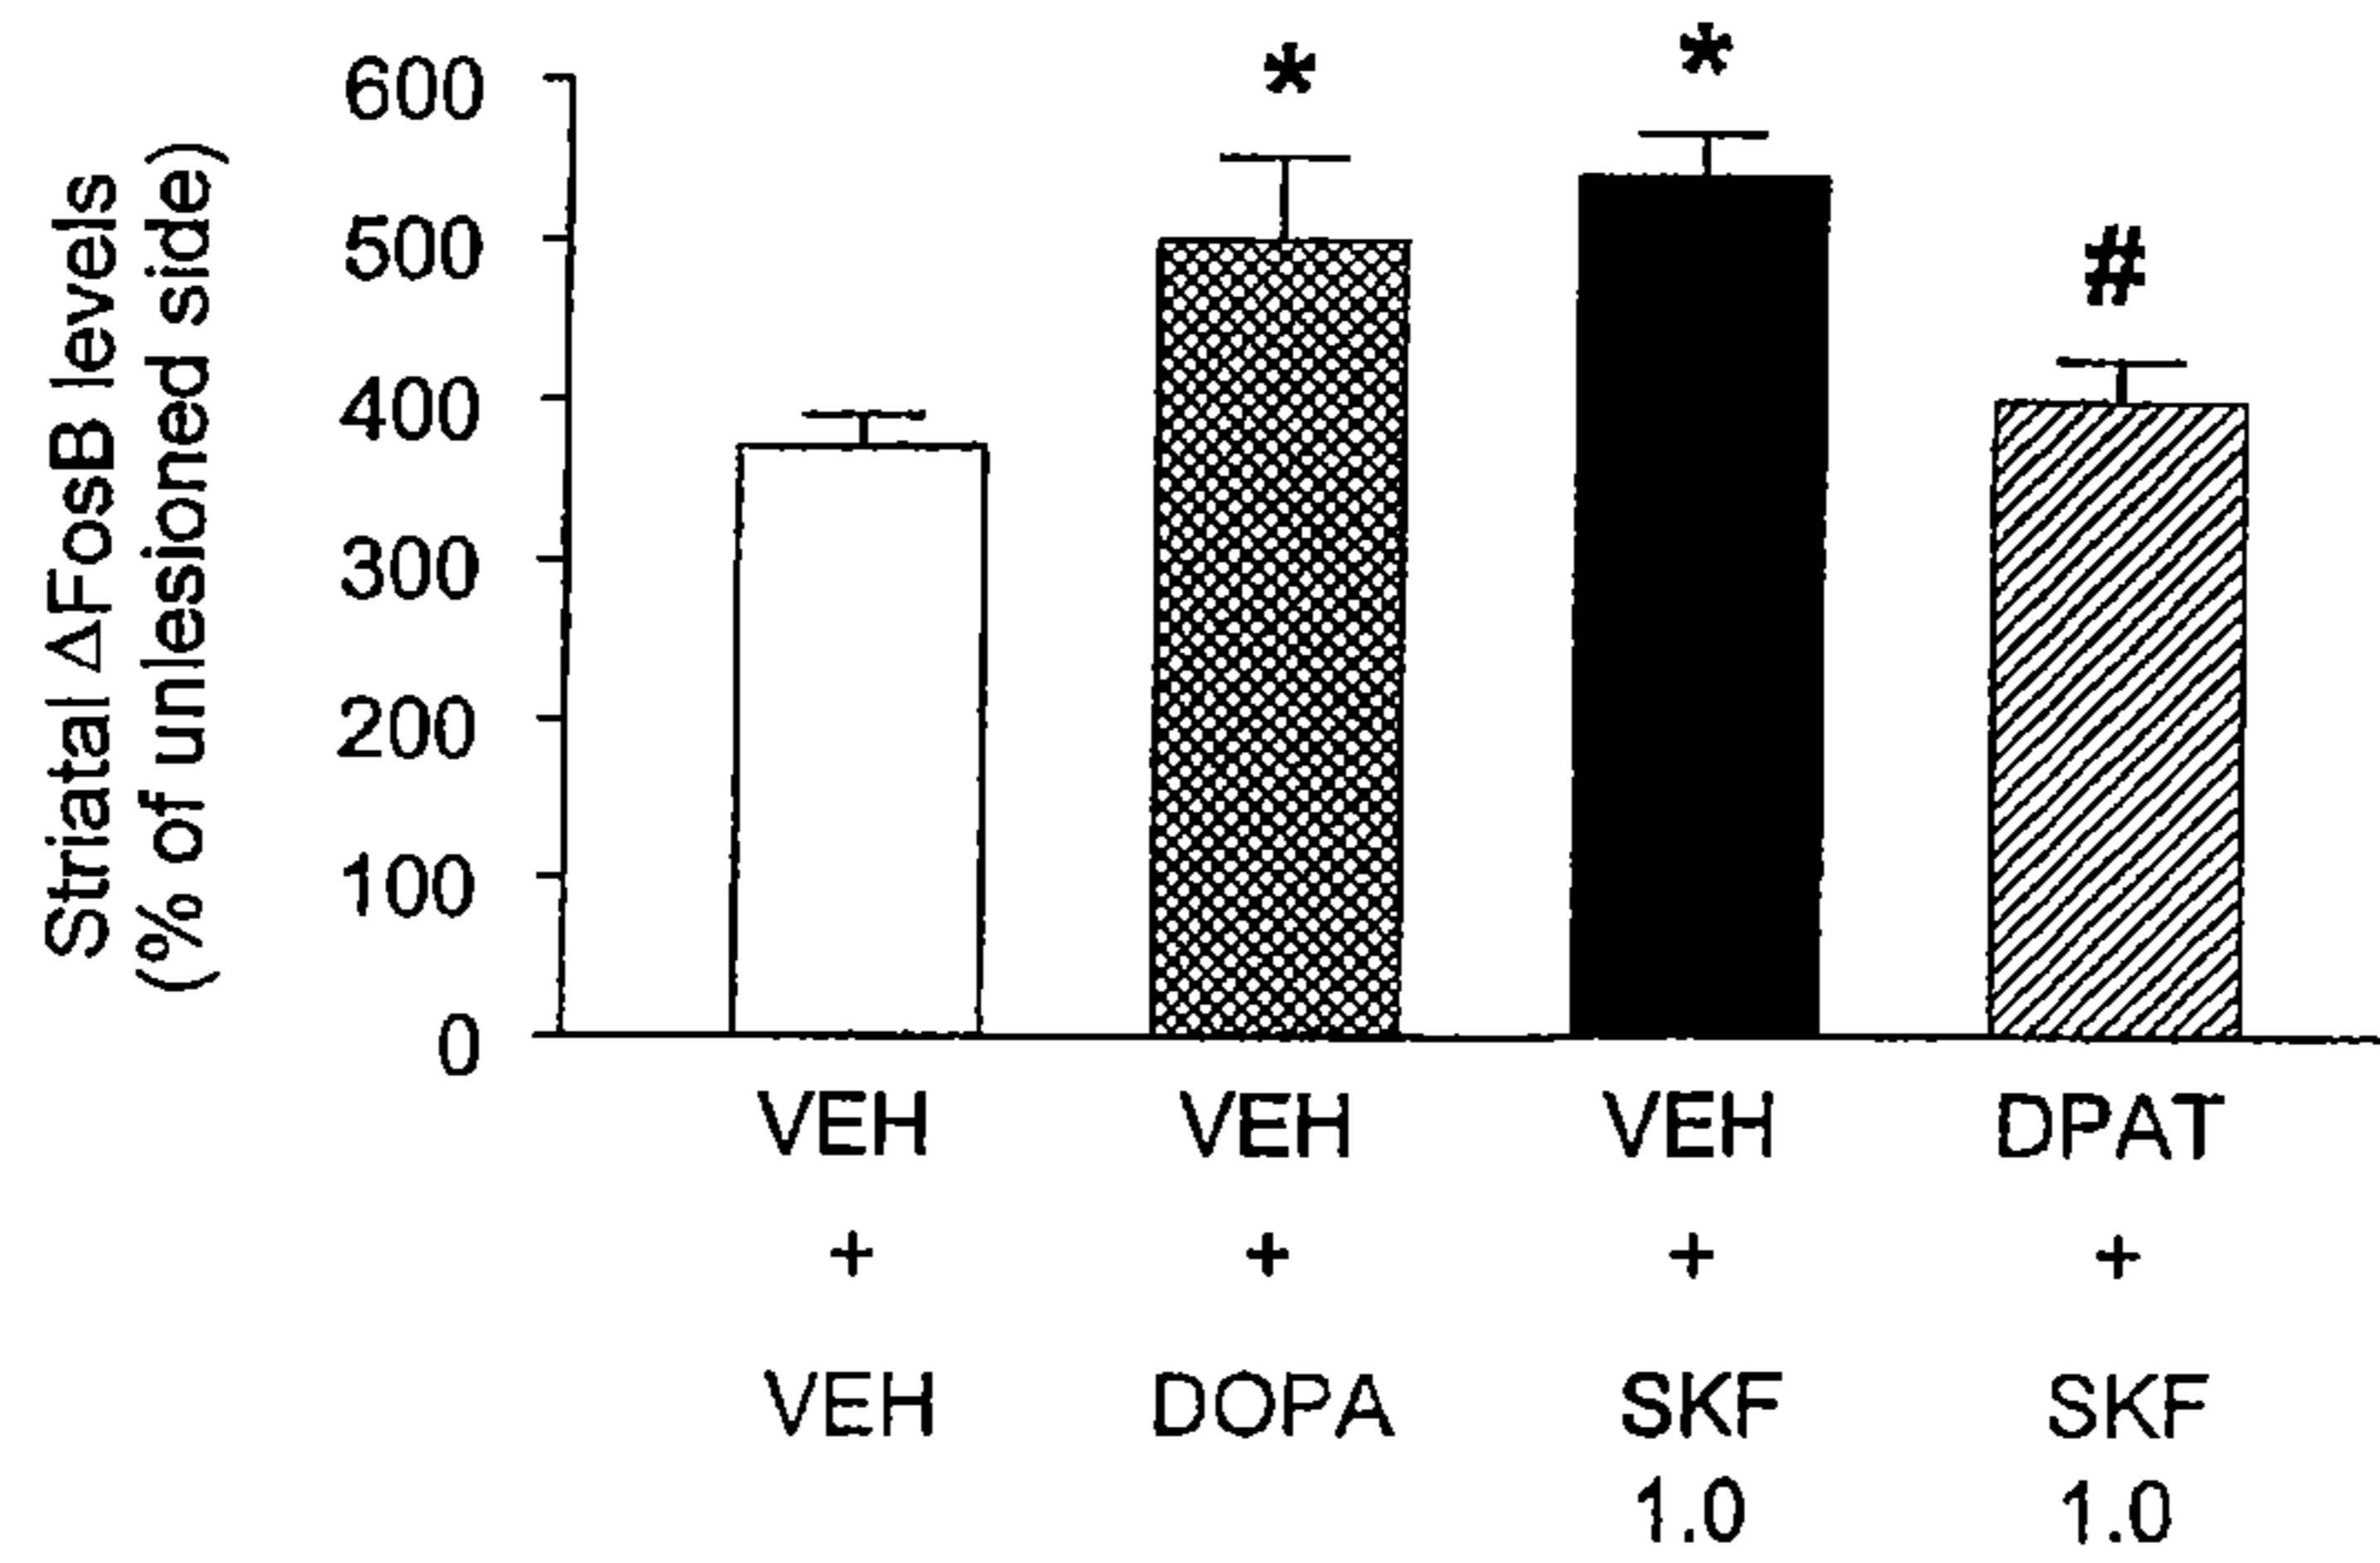 Striatal ΔFosB levels
(% of unlesioned side)
600
500
400
300
200
100
0
*
*
#
VEH VEH VEH DPAT
+ + + +
VEH DOPA SKF SKF
1.0 1.0